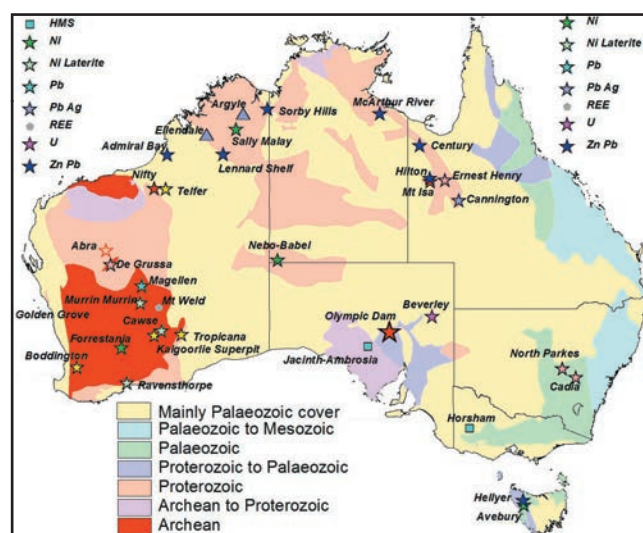 HMS
Ni
Ni Laterite
Pb
Pb Ag
REE
U
Zn Pb
Ni
Ni Laterite
Pb
Pb Ag
REE
U
Zn Pb
Argyle
Ellendale
Sorby Hills
McArthur River
Sally Malay
Admiral Bay
Lennard Shelf
Century
Hilton
Mt Isa
Ernest Henry
Cannington
Nifty
Telfer
Abra
De Grussa
Nebo-Babel
Magellen
Murrin Murrin
Mt Weld
Golden Grove
Cawse
Forrestania
Tropicana
Kalgoorlie Superpit
Boddington
Ravensthorpe
Olympic Dam
Beverley
Jacinth-Ambrosia
North Parkes
Cadia
Horsham
Hellyer
Avebury
Mainly Palaeozoic cover
Palaeozoic to Mesozoic
Palaeozoic
Proterozoic to Palaeozoic
Proterozoic
Archean to Proterozoic
Archean